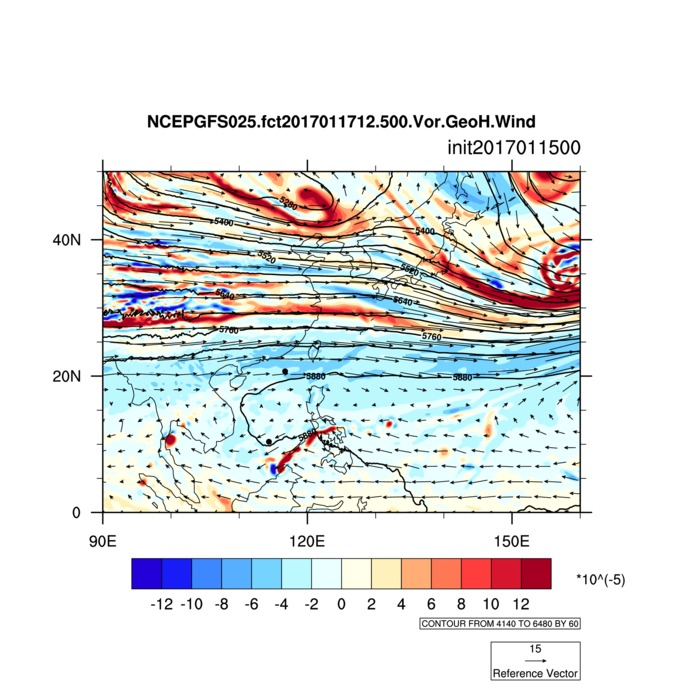 NCEPGFS025.fct2017011712.500.Vor.GeoH.Wind
init2017011500
5280
5400
5400
40N
5520
5520
5640
5640
5760
5760
20N
5880
5880
5880
0
90E 120E 150E
*10^(-5)
-12 -10 -8 -6 -4 -2 0 2 4 6 8 10 12
CONTOUR FROM 4140 TO 6480 BY 60
15
Reference Vector